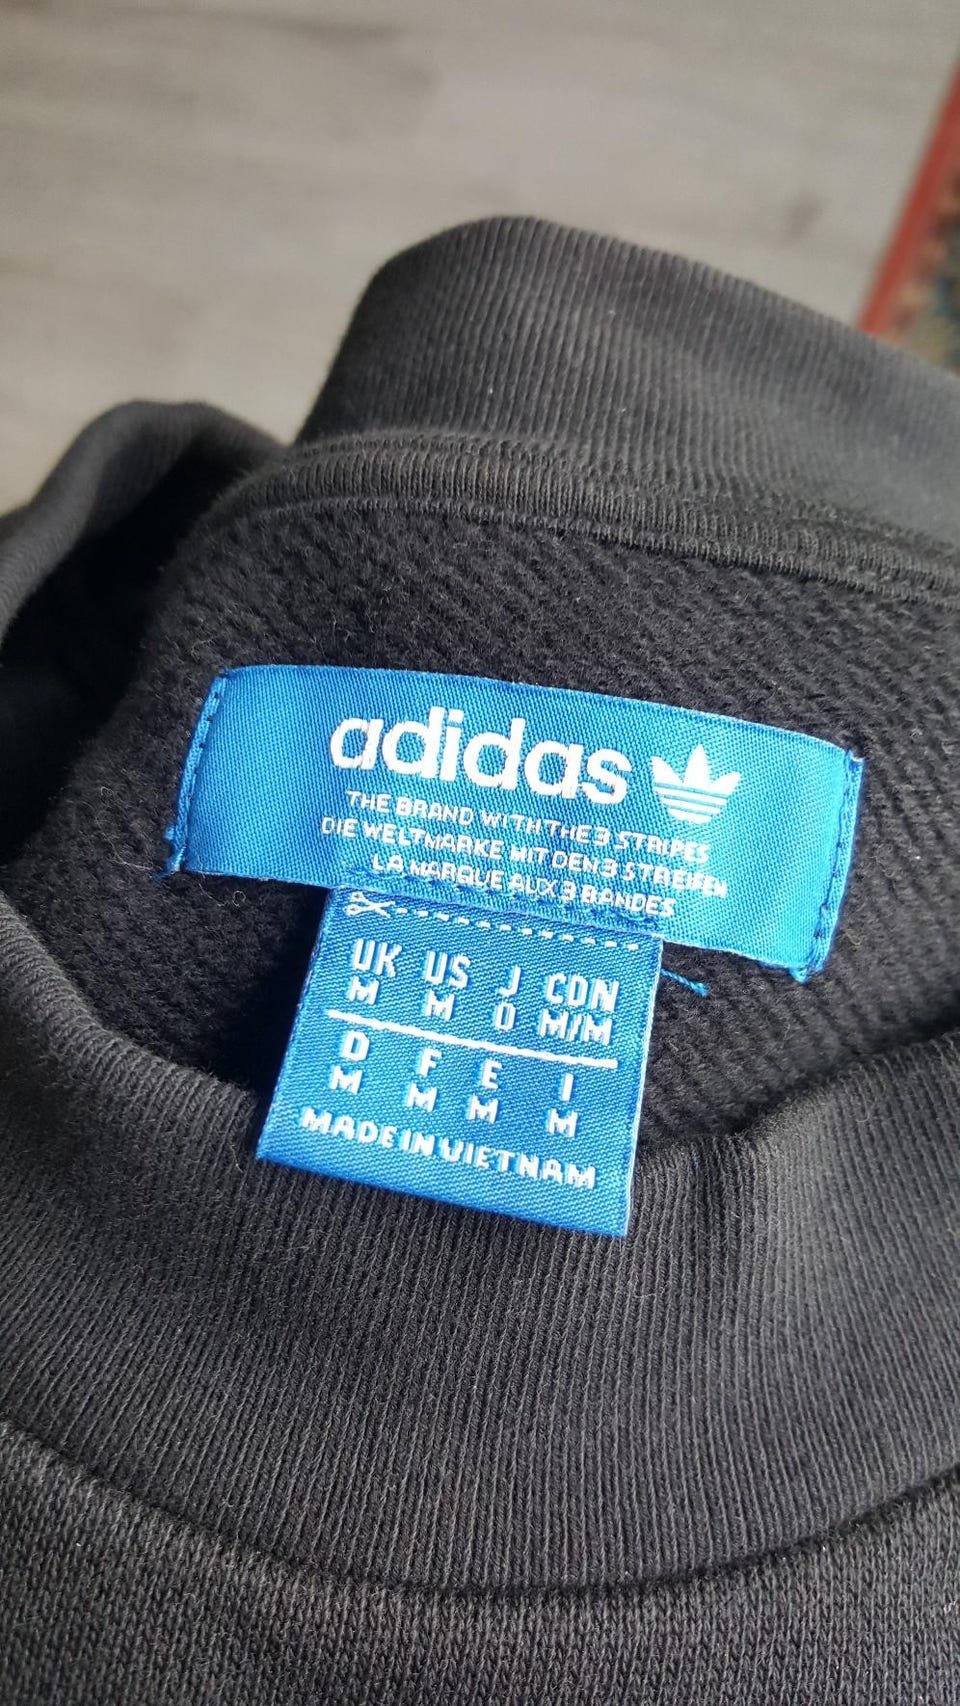 adidas
THE BRAND WITH THE 3 STRIPES
DIE WELTMARKE MIT DEN 3 STREIFEN
LA MARQUE AUX 3 BANDES
UK US J CDN
M M O M/M
D F E I
M M M M
MADE IN VIETNAM